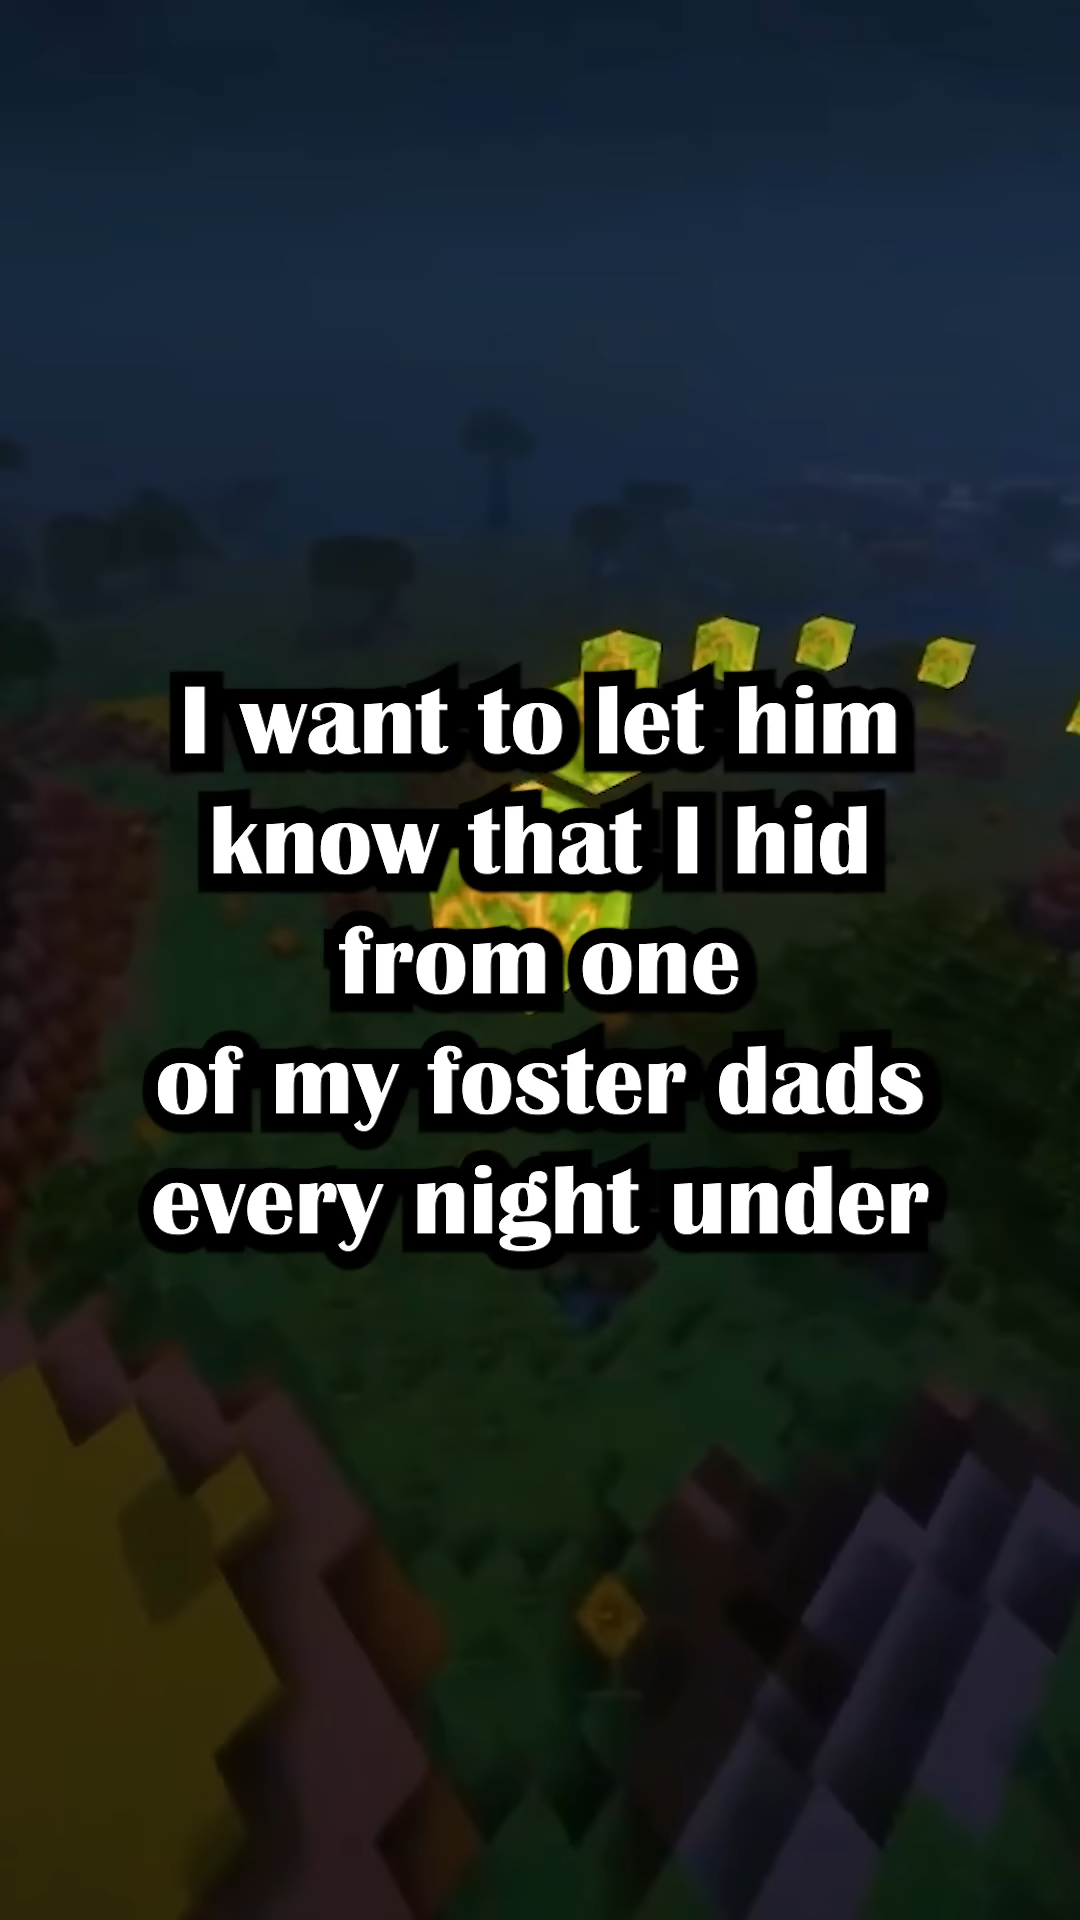 I want to let him
know that I hid
from one
of my foster dads
every night under